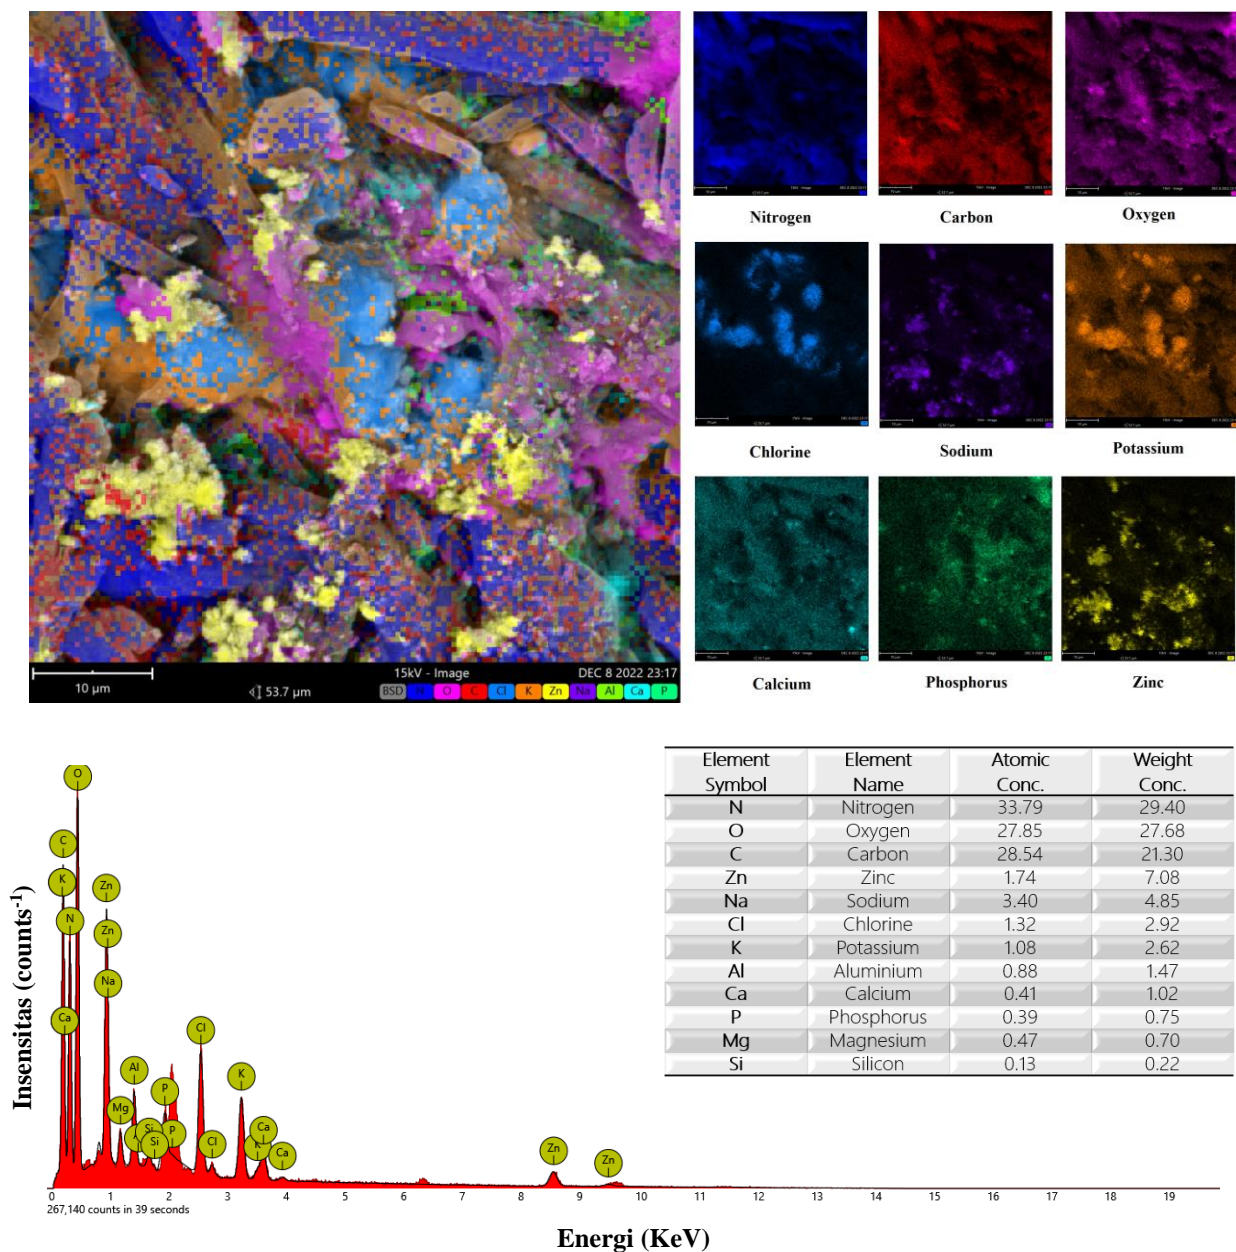 10 µm
53.7 µm
15kV - Image
DEC 8 2022 23:17
BSD N O C Cl K Zn Na Al Ca P
Nitrogen
Carbon
Oxygen
Chlorine
Sodium
Potassium
Calcium
Phosphorus
Zinc
Element Symbol Element Name Atomic Conc. Weight Conc.
N Nitrogen 33.79 29.40
O Oxygen 27.85 27.68
C Carbon 28.54 21.30
Zn Zinc 1.74 7.08
Na Sodium 3.40 4.85
Cl Chlorine 1.32 2.92
K Potassium 1.08 2.62
Al Aluminium 0.88 1.47
Ca Calcium 0.41 1.02
P Phosphorus 0.39 0.75
Mg Magnesium 0.47 0.70
Si Silicon 0.13 0.22
Insensitas (counts-1)
O
C
K
N
Ca
Zn
Zn
Na
Mg
Al
Si
Si
P
P
Cl
Cl
K
K
Ca
Ca
Zn
Zn
0 1 2 3 4 5 6 7 8 9 10 11 12 13 14 15 16 17 18 19
267,140 counts in 39 seconds
Energi (KeV)